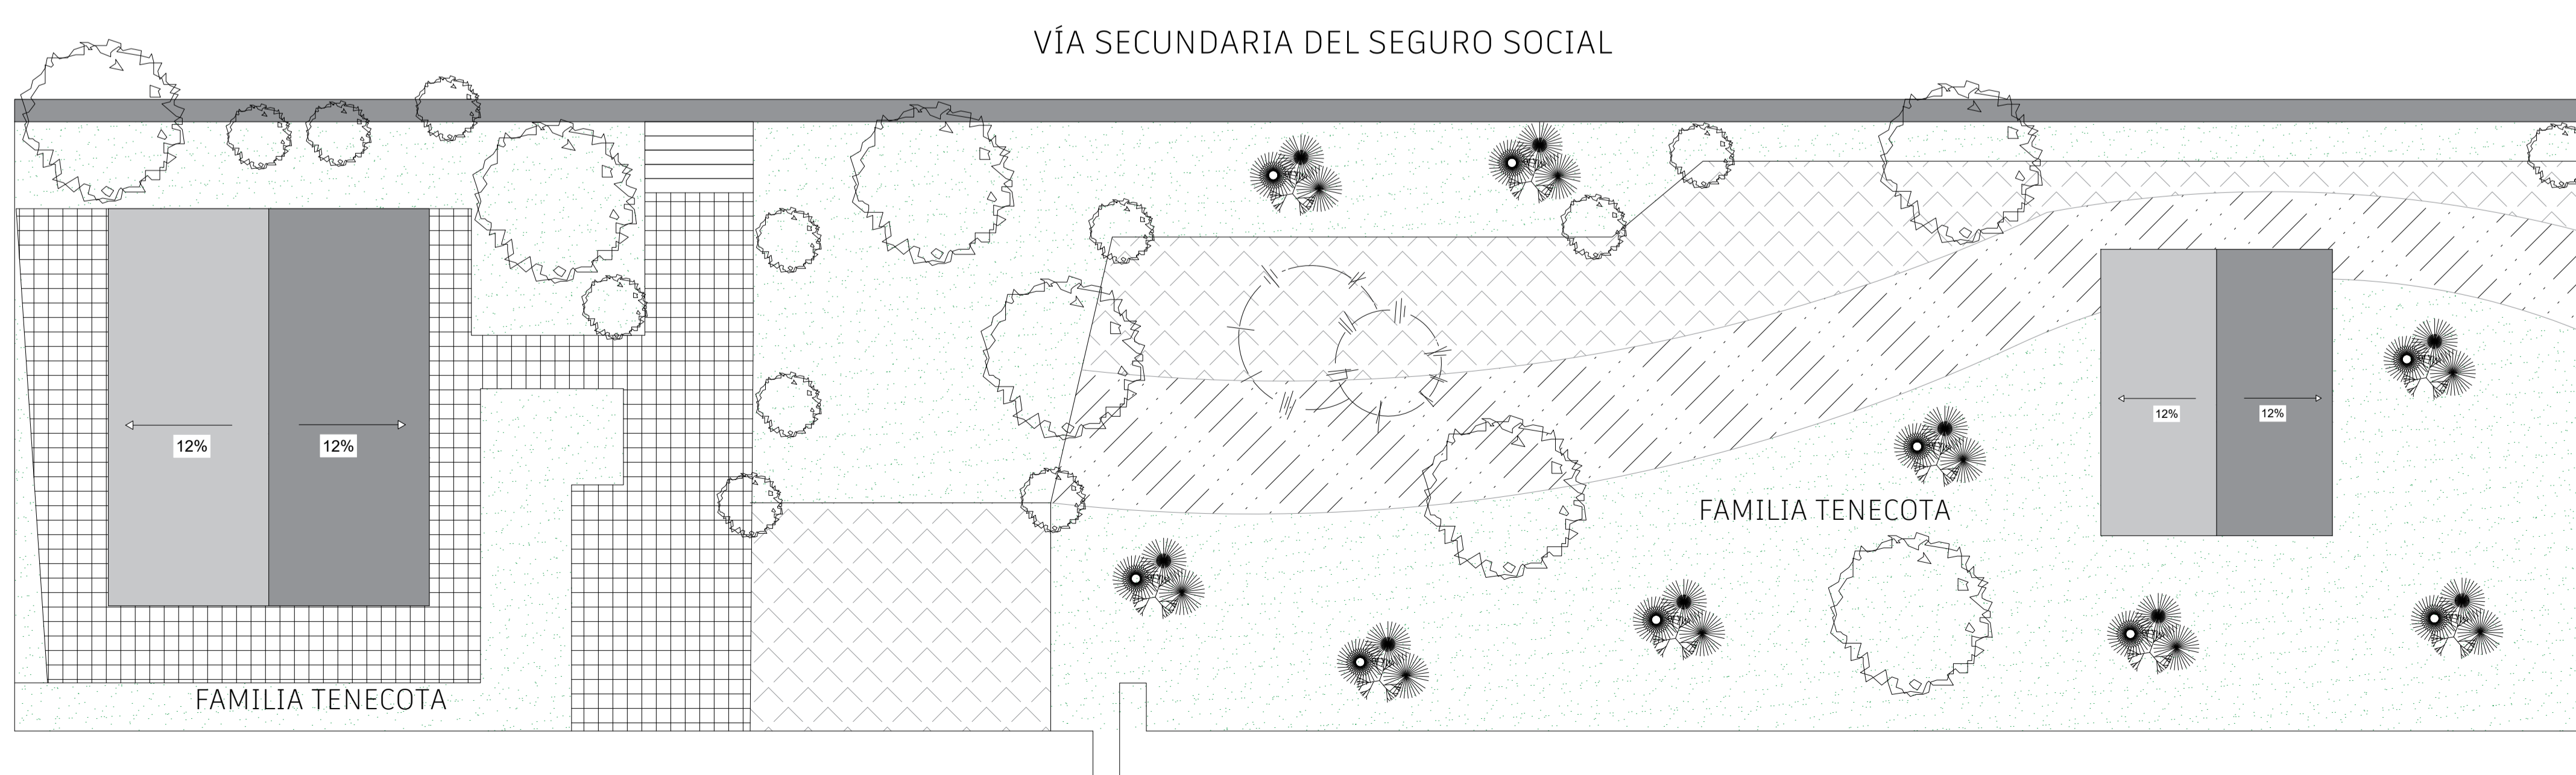 VÍA SECUNDARIA DEL SEGURO SOCIAL
12%
12%
12%
12%
FAMILIA TENECOTA
FAMILIA TENECOTA